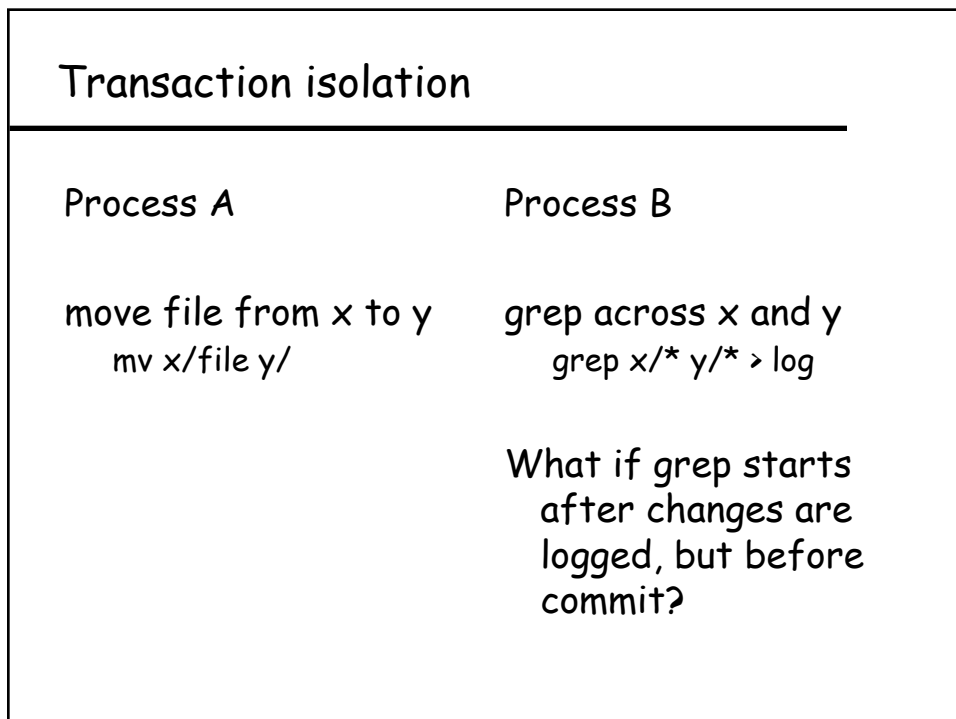 Transaction isolation
Process A
move file from x to y
mv x/file y/
Process B
grep across x and y
grep x/* y/* > log
What if grep starts
after changes are
logged, but before
commit?